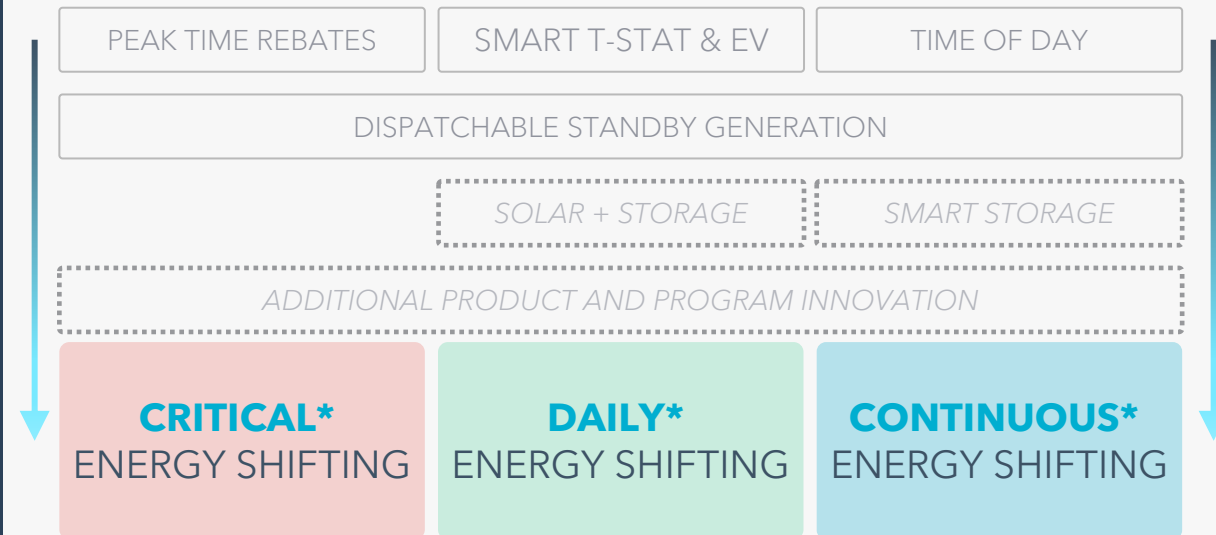 PEAK TIME REBATES
SMART T-STAT & EV
TIME OF DAY
DISPATCHABLE STANDBY GENERATION
SOLAR + STORAGE
SMART STORAGE
ADDITIONAL PRODUCT AND PROGRAM INNOVATION
CRITICAL*
ENERGY SHIFTING
DAILY*
ENERGY SHIFTING
CONTINUOUS*
ENERGY SHIFTING